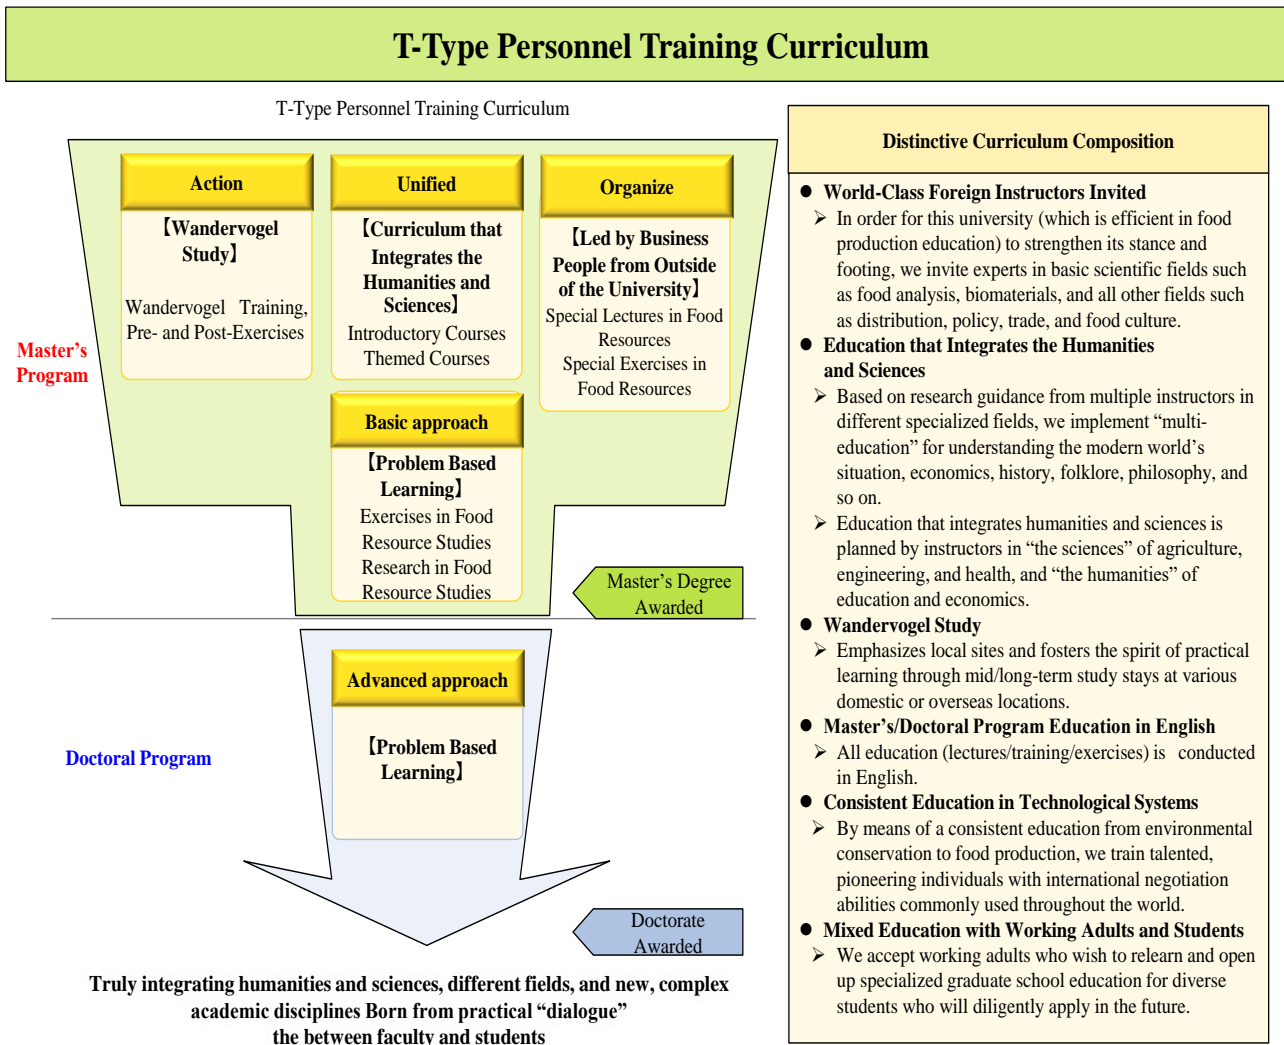 T-Type Personnel Training Curriculum
T-Type Personnel Training Curriculum
Action
【Wandervogel
Study】
Wandervogel Training,
Pre- and Post-Exercises
Unified
【Curriculum that
Integrates the
Humanities and
Sciences】
Introductory Courses
Themed Courses
Organize
【Led by Business
People from Outside
of the University】
Special Lectures in Food
Resources
Special Exercises in
Food Resources
Master's
Program
Basic approach
【Problem Based
Learning】
Exercises in Food
Resource Studies
Research in Food
Resource Studies
Master's Degree
Awarded
Advanced approach
【Problem Based
Learning】
Doctoral Program
Doctorate
Awarded
Truly integrating humanities and sciences, different fields, and new, complex
academic disciplines Born from practical “dialogue”
the between faculty and students
Distinctive Curriculum Composition
● World-Class Foreign Instructors Invited
➢ In order for this university (which is efficient in food
production education) to strengthen its stance and
footing, we invite experts in basic scientific fields such
as food analysis, biomaterials, and all other fields such
as distribution, policy, trade, and food culture.
● Education that Integrates the Humanities
and Sciences
➢ Based on research guidance from multiple instructors in
different specialized fields, we implement “multi-
education” for understanding the modern world's
situation, economics, history, folklore, philosophy, and
so on.
➢ Education that integrates humanities and sciences is
planned by instructors in “the sciences” of agriculture,
engineering, and health, and “the humanities” of
education and economics.
● Wandervogel Study
➢ Emphasizes local sites and fosters the spirit of practical
learning through mid/long-term study stays at various
domestic or overseas locations.
● Master's/Doctoral Program Education in English
➢ All education (lectures/training/exercises) is conducted
in English.
● Consistent Education in Technological Systems
➢ By means of a consistent education from environmental
conservation to food production, we train talented,
pioneering individuals with international negotiation
abilities commonly used throughout the world.
● Mixed Education with Working Adults and Students
➢ We accept working adults who wish to relearn and open
up specialized graduate school education for diverse
students who will diligently apply in the future.